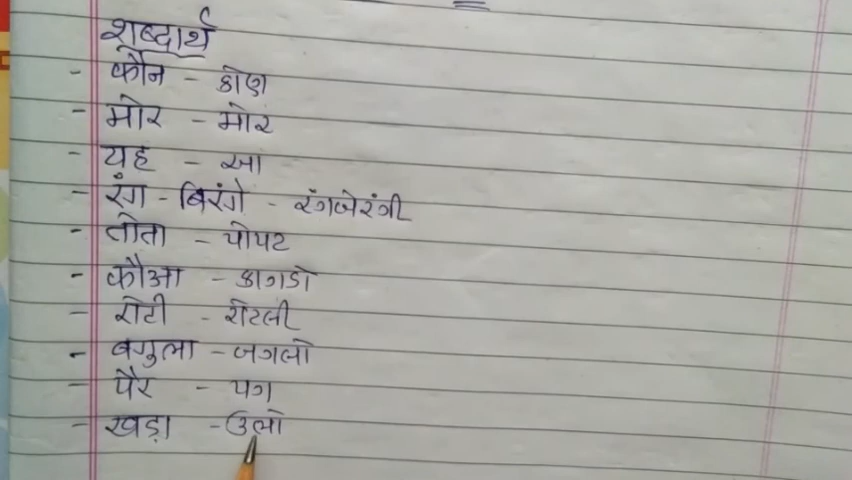 शब्दार्थ
- कौन - કોણ
- मोर - મોર
- यह - આ
- रंग - बिरंगे - રંગબેરંગી
- तोता - પોપટ
- कौआ - કાગડો
- रोटी - રોટલી
- बगुला - બગલો
- पैर - પગ
- खड़ा - ઉભો